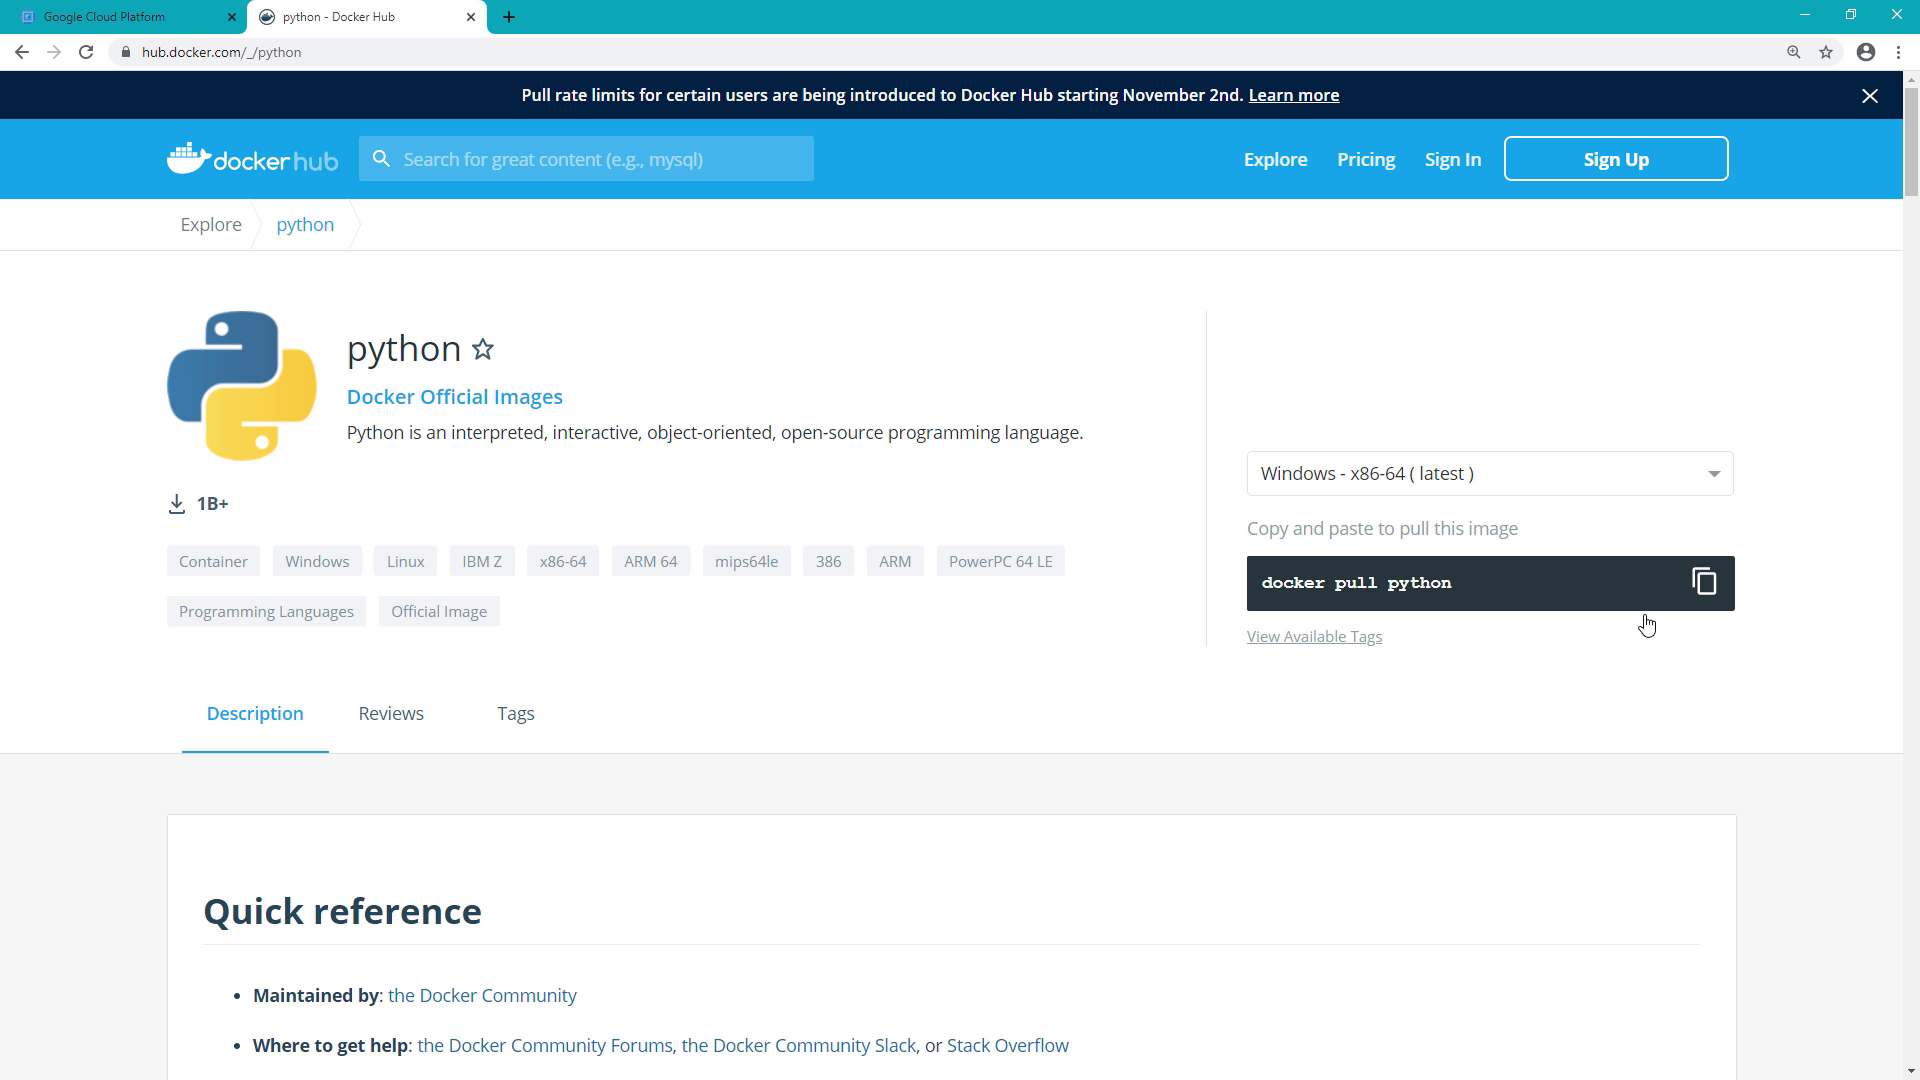 Google Cloud Platform
python - Docker Hub
hub.docker.com/_/python
Pull rate limits for certain users are being introduced to Docker Hub starting November 2nd. Learn more
docker hub
Search for great content (e.g., mysql)
Explore
Pricing
Sign In
Sign Up
Explore
python
python
Docker Official Images
Python is an interpreted, interactive, object-oriented, open-source programming language.
1B+
Container
Windows
Linux
IBM Z
x86-64
ARM 64
mips64le
386
ARM
PowerPC 64 LE
Programming Languages
Official Image
Windows - x86-64 ( latest )
Copy and paste to pull this image
docker pull python
View Available Tags
Description
Reviews
Tags
Quick reference
• Maintained by: the Docker Community
• Where to get help: the Docker Community Forums, the Docker Community Slack, or Stack Overflow